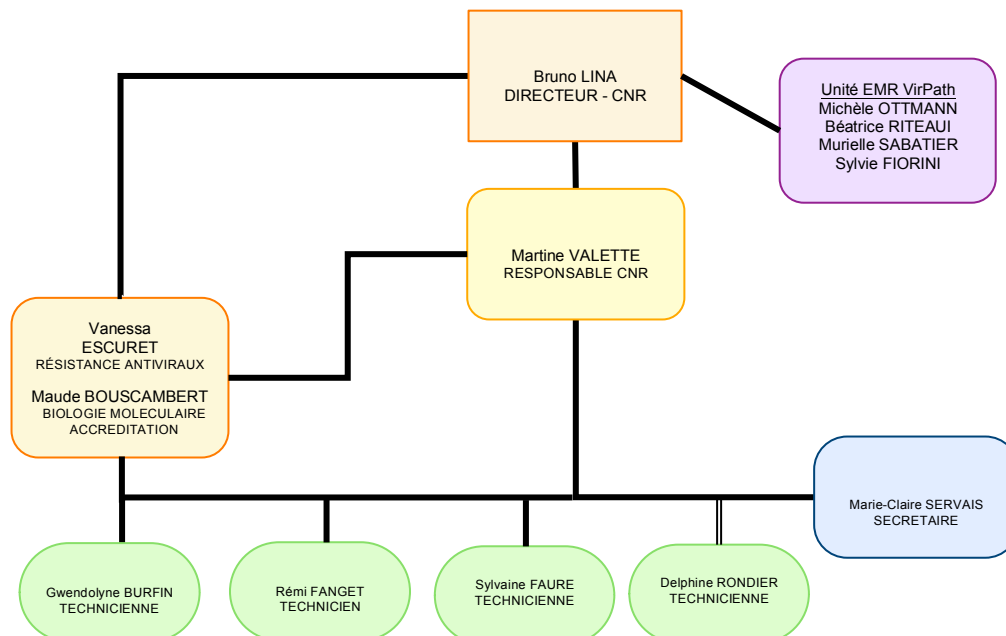 Bruno LINA
DIRECTEUR - CNR
Unité EMR VirPath
Michèle OTTMANN
Béatrice RITEAUI
Murielle SABATIER
Sylvie FIORINI
Martine VALETTE
RESPONSABLE CNR
Vanessa
ESCURET
RÉSISTANCE ANTIVIRAUX
Maude BOUSCAMBERT
BIOLOGIE MOLECULAIRE
ACCREDITATION
Marie-Claire SERVAIS
SECRETAIRE
Gwendolyne BURFIN
TECHNICIENNE
Rémi FANGET
TECHNICIEN
Sylvaine FAURE
TECHNICIENNE
Delphine RONDIER
TECHNICIENNE